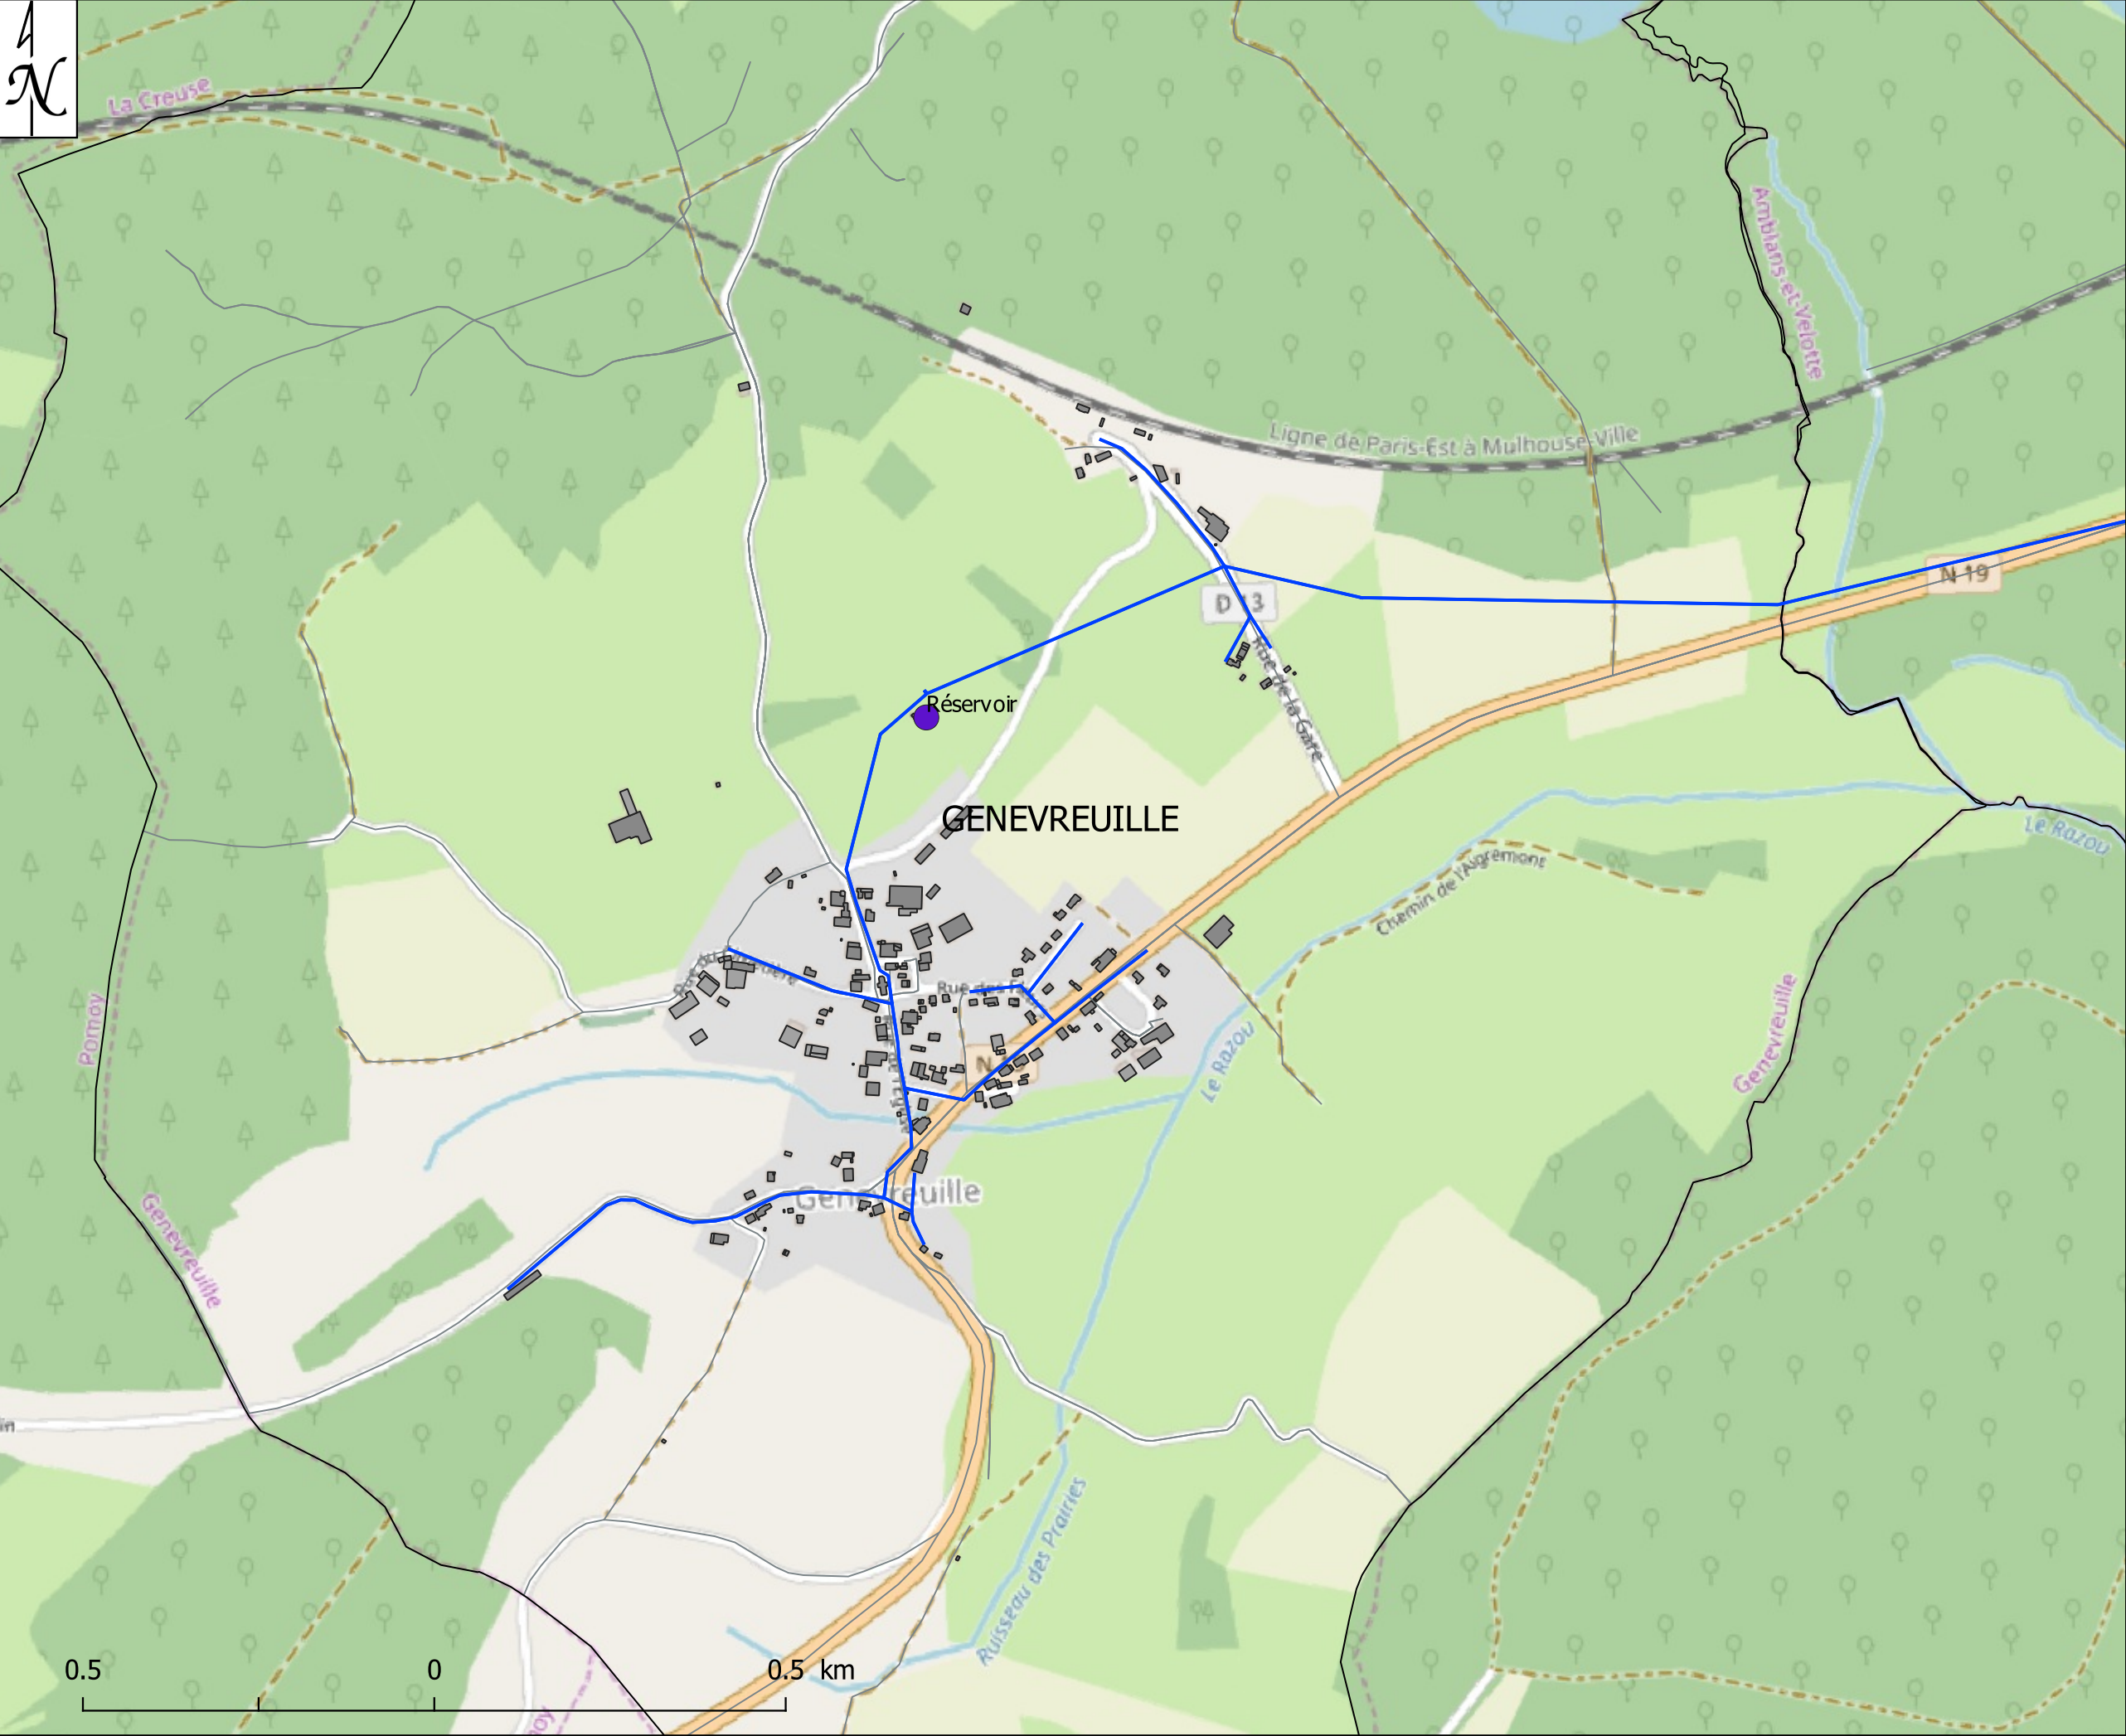 N
La Creuse
Amblans-et-Velotte
Ligne de Paris-Est à Mulhouse-Ville
N 19
D 13
Rue de la Gare
Réservoir
GENEVREUILLE
Le Razou
Chemin de l'Augremont
Rue des
Pomoy
Genevreuille
N
Le Razou
Genevreuille
Genevreuille
Ruisseau des Prairies
0.5 0 0.5 km